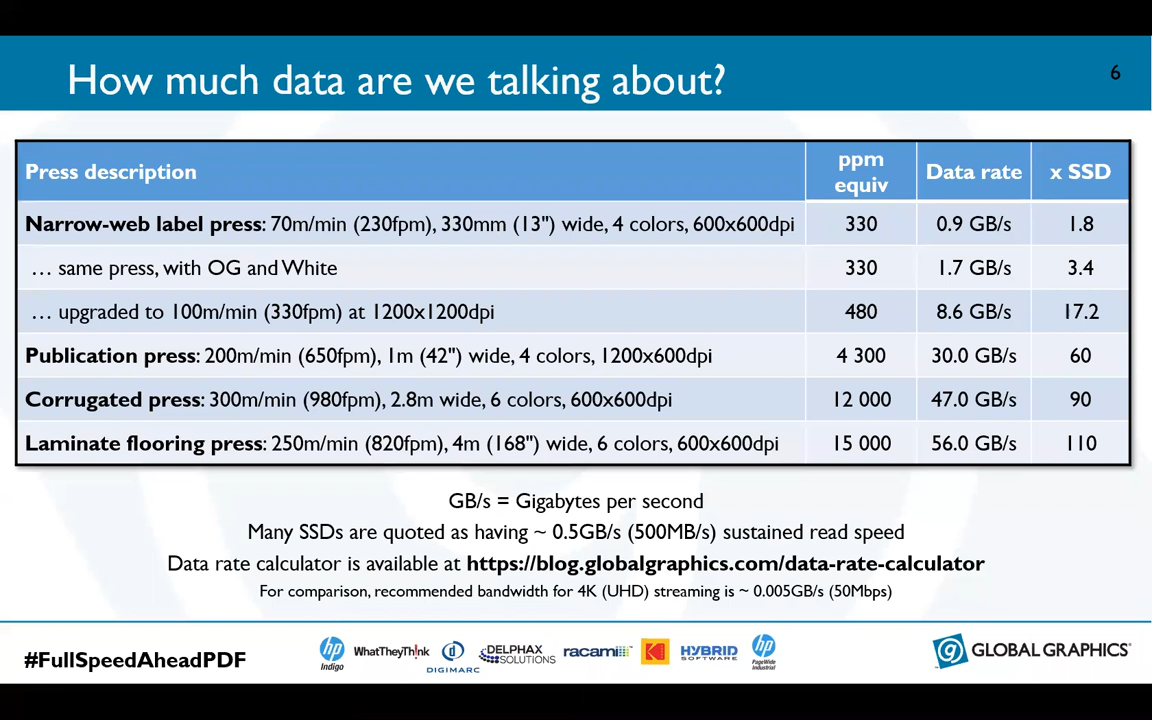 How much data are we talking about?
6
Press description ppm equiv Data rate x SSD
Narrow-web label press: 70m/min (230fpm), 330mm (13") wide, 4 colors, 600x600dpi 330 0.9 GB/s 1.8
… same press, with OG and White 330 1.7 GB/s 3.4
… upgraded to 100m/min (330fpm) at 1200x1200dpi 480 8.6 GB/s 17.2
Publication press: 200m/min (650fpm), 1m (42") wide, 4 colors, 1200x600dpi 4 300 30.0 GB/s 60
Corrugated press: 300m/min (980fpm), 2.8m wide, 6 colors, 600x600dpi 12 000 47.0 GB/s 90
Laminate flooring press: 250m/min (820fpm), 4m (168") wide, 6 colors, 600x600dpi 15 000 56.0 GB/s 110
GB/s = Gigabytes per second
Many SSDs are quoted as having ~ 0.5GB/s (500MB/s) sustained read speed
Data rate calculator is available at https://blog.globalgraphics.com/data-rate-calculator
For comparison, recommended bandwidth for 4K (UHD) streaming is ~ 0.005GB/s (50Mbps)
#FullSpeedAheadPDF
hp Indigo
WhatTheyThink
DIGIMARC
DELPHAX SOLUTIONS
racami
HYBRID SOFTWARE
hp PageWide Industrial
GLOBAL GRAPHICS